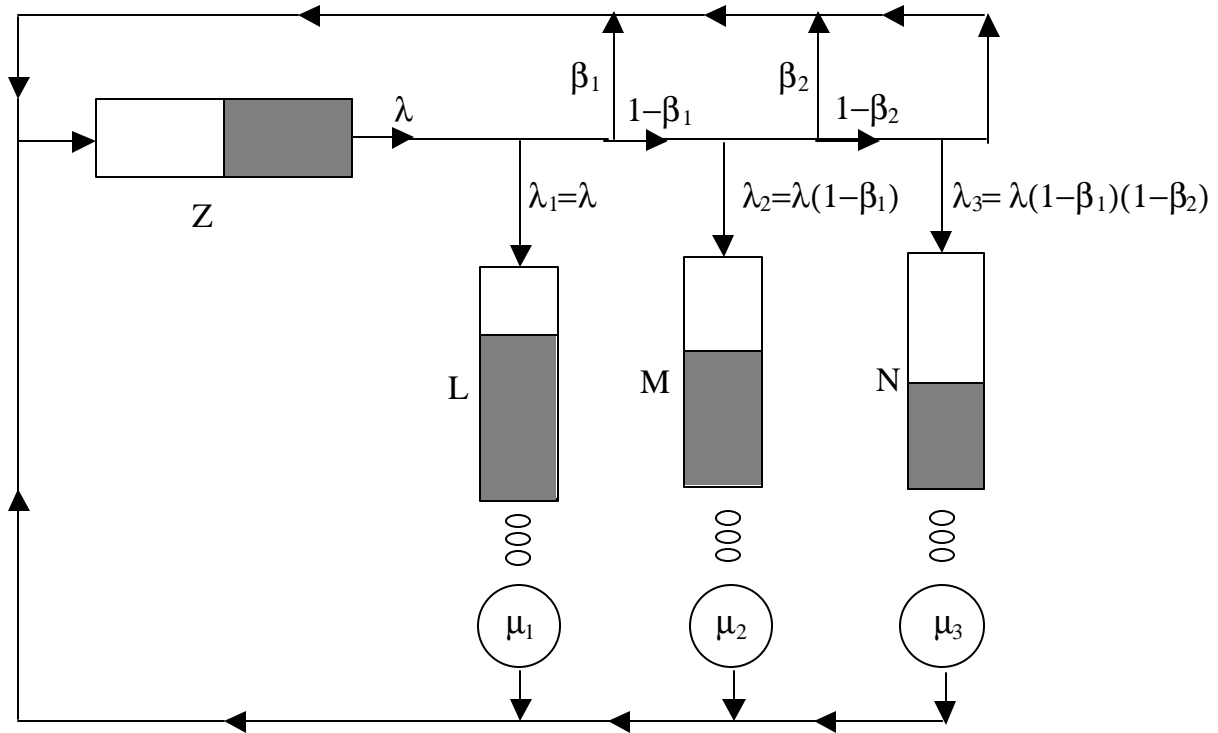 β₁
β₂
λ
1−β₁
1−β₂
Z
λ₁=λ
λ₂=λ(1−β₁)
λ₃= λ(1−β₁)(1−β₂)
L
M
N
μ₁
μ₂
μ₃